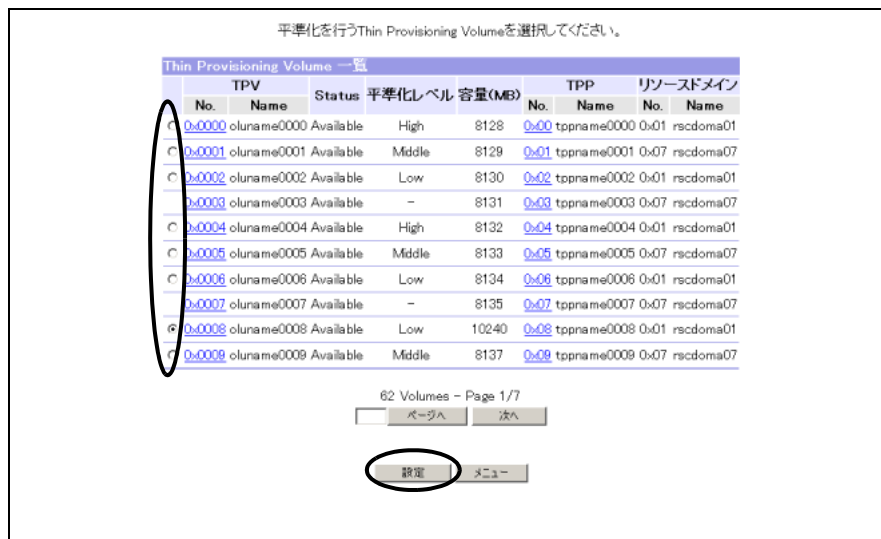 平準化を行うThin Provisioning Volumeを選択してください。
Thin Provisioning Volume 一覧
TPV Status 平準化レベル 容量(MB) TPP リソースドメイン
No. Name No. Name No. Name
0x0000 oluname0000 Available High 8128 0x00 tppname0000 0x01 rscdoma01
0x0001 oluname0001 Available Middle 8129 0x01 tppname0001 0x07 rscdoma07
0x0002 oluname0002 Available Low 8130 0x02 tppname0002 0x01 rscdoma01
0x0003 oluname0003 Available - 8131 0x03 tppname0003 0x07 rscdoma07
0x0004 oluname0004 Available High 8132 0x04 tppname0004 0x01 rscdoma01
0x0005 oluname0005 Available Middle 8133 0x05 tppname0005 0x07 rscdoma07
0x0006 oluname0006 Available Low 8134 0x06 tppname0006 0x01 rscdoma01
0x0007 oluname0007 Available - 8135 0x07 tppname0007 0x07 rscdoma07
0x0008 oluname0008 Available Low 10240 0x08 tppname0008 0x01 rscdoma01
0x0009 oluname0009 Available Middle 8137 0x09 tppname0009 0x07 rscdoma07
62 Volumes - Page 1/7
ページへ 次へ
設定 メニュー